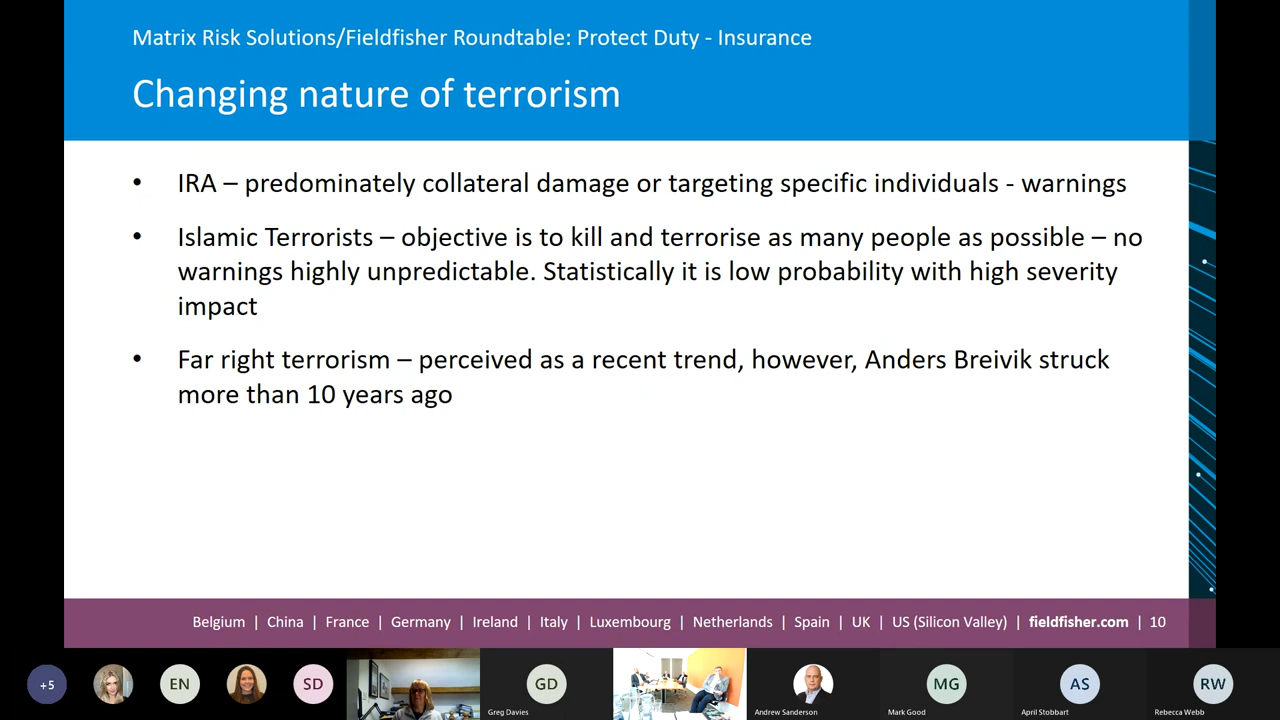 Matrix Risk Solutions/Fieldfisher Roundtable: Protect Duty - Insurance
Changing nature of terrorism
• IRA – predominately collateral damage or targeting specific individuals - warnings
• Islamic Terrorists – objective is to kill and terrorise as many people as possible – no
warnings highly unpredictable. Statistically it is low probability with high severity
impact
• Far right terrorism – perceived as a recent trend, however, Anders Breivik struck
more than 10 years ago
Belgium | China | France | Germany | Ireland | Italy | Luxembourg | Netherlands | Spain | UK | US (Silicon Valley) | fieldfisher.com | 10
+5 EN SD GD MG AS RW
Greg Davies Andrew Sanderson Mark Good April Stobbart Rebecca Webb